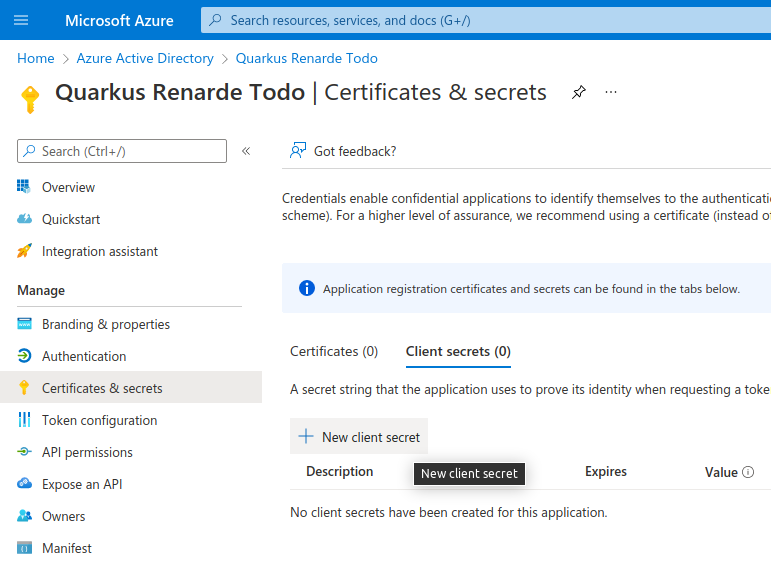 Microsoft Azure
Search resources, services, and docs (G+/)
Home > Azure Active Directory > Quarkus Renarde Todo
Quarkus Renarde Todo | Certificates & secrets
Search (Ctrl+/)
Got feedback?
Overview
Quickstart
Integration assistant
Manage
Branding & properties
Authentication
Certificates & secrets
Token configuration
API permissions
Expose an API
Owners
Manifest
Credentials enable confidential applications to identify themselves to the
scheme). For a higher level of assurance, we recommend using a certificate (instead
Application registration certificates and secrets can be found in the tabs below.
Certificates (0) Client secrets (0)
A secret string that the application uses to prove its identity when requesting a
New client secret
Description Expires Value
New client secret
No client secrets have been created for this application.